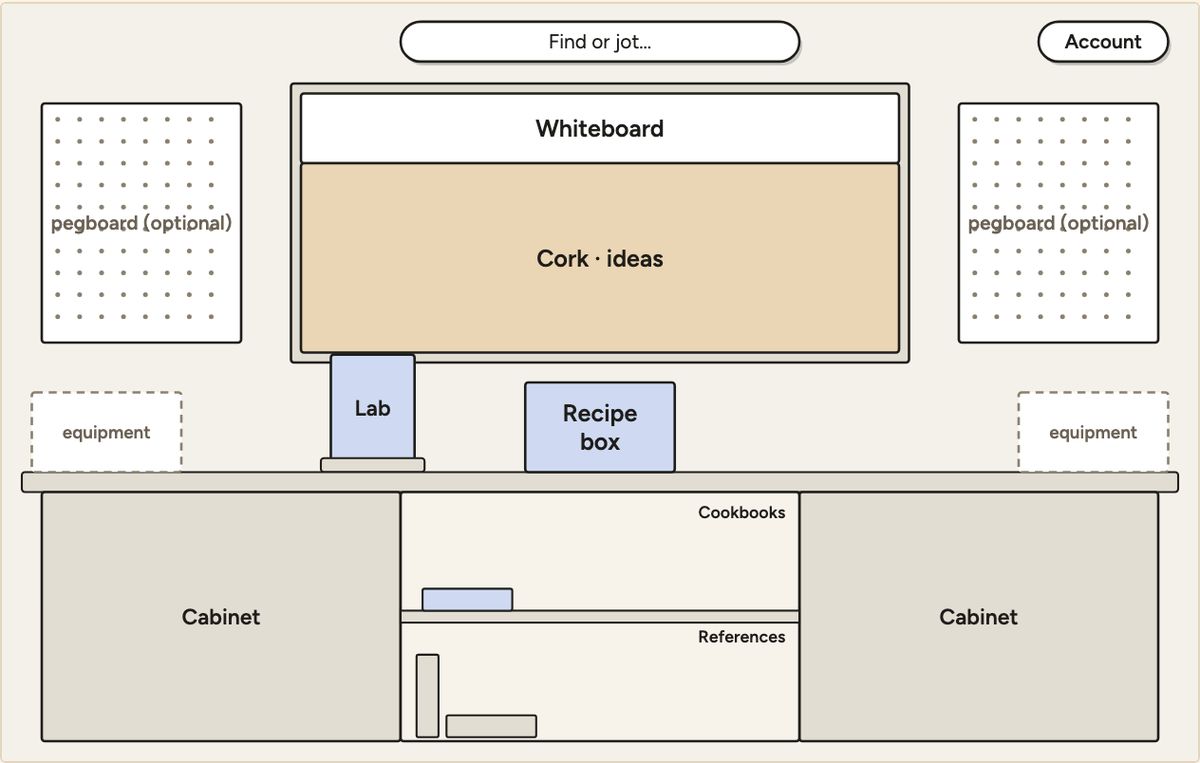 Find or jot...
Account
Whiteboard
pegboard (optional)
Cork · ideas
pegboard (optional)
Lab
Recipe
box
equipment
equipment
Cookbooks
Cabinet
References
Cabinet